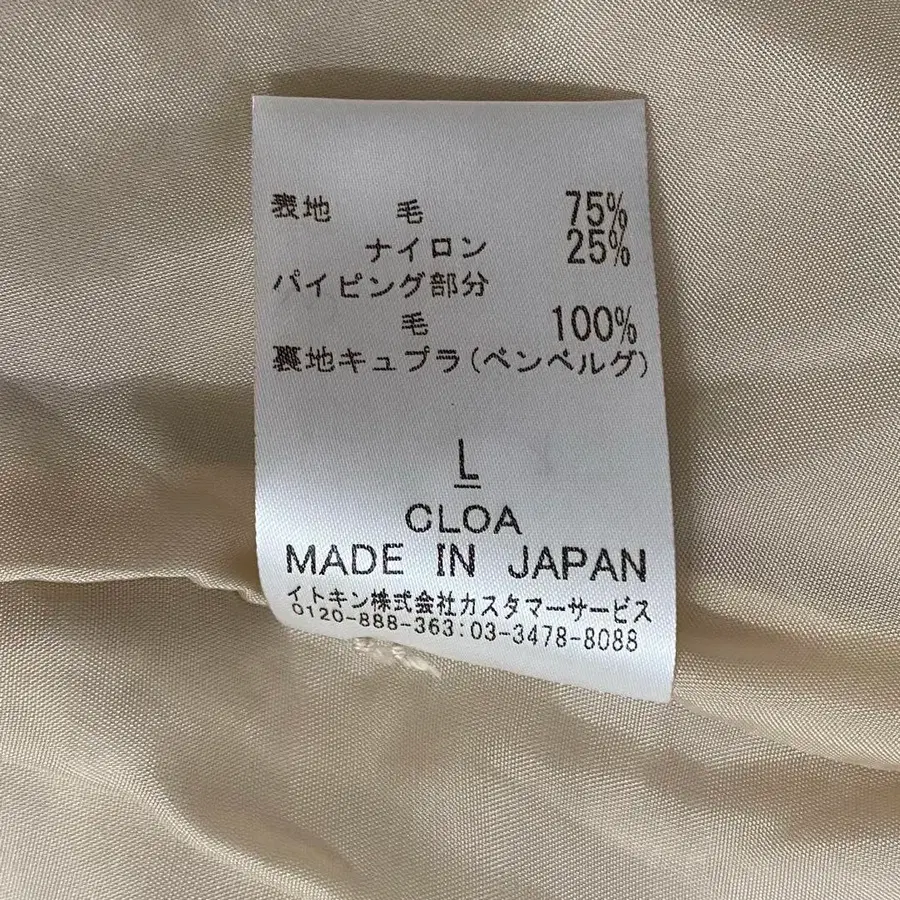 表地 毛 75%
ナイロン 25%
パイピング部分
毛 100%
裏地キュプラ(ベンベルグ)
L
CLOA
MADE IN JAPAN
イトキン株式会社カスタマーサービス
0120-888-363:03-3478-8088